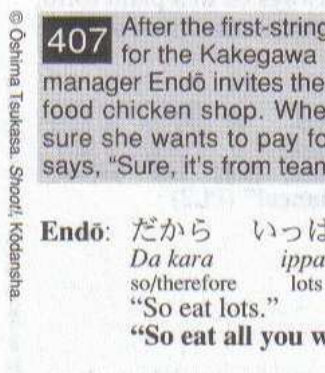 © Ōshima Tsukasa. Shoot!, Kōdansha.
407 After the first-string
for the Kakegawa
manager Endō invites the
food chicken shop. Whe
sure she wants to pay fo
says, "Sure, it's from team
Endō: だから いっぱ
Da kara ippa
so/therefore lots
"So eat lots."
"So eat all you w